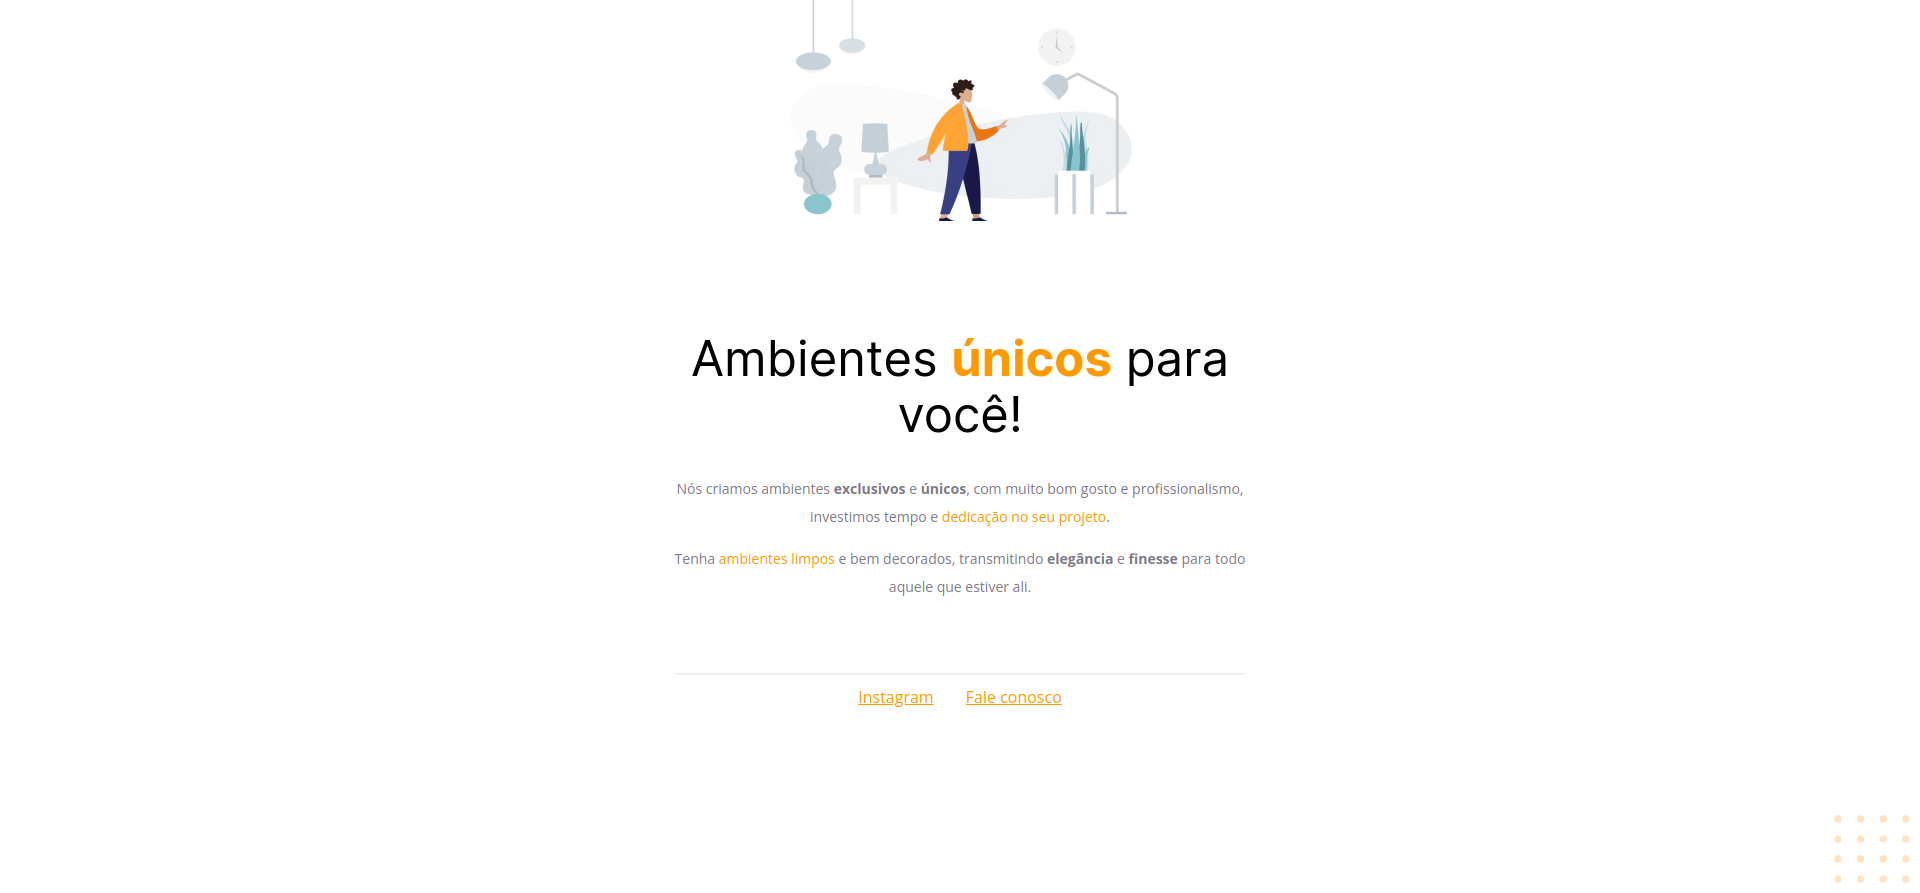 Ambientes únicos para
você!
Nós criamos ambientes exclusivos e únicos, com muito bom gosto e profissionalismo,
investimos tempo e dedicação no seu projeto.
Tenha ambientes limpos e bem decorados, transmitindo elegância e finesse para todo
aquele que estiver ali.
Instagram Fale conosco